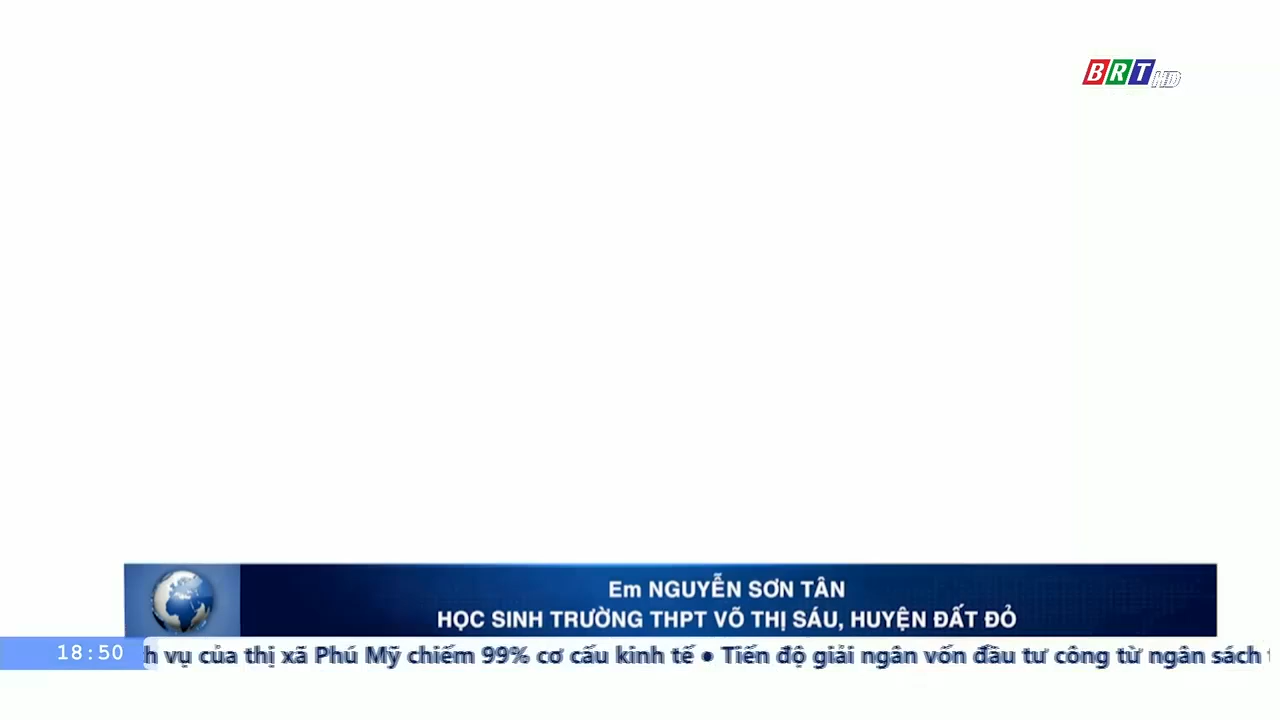 BRT HD
Em NGUYỄN SƠN TÂN
HỌC SINH TRƯỜNG THPT VÕ THỊ SÁU, HUYỆN ĐẤT ĐỎ
18:50
vụ của thị xã Phú Mỹ chiếm 99% cơ cấu kinh tế ● Tiến độ giải ngân vốn đầu tư công từ ngân sách